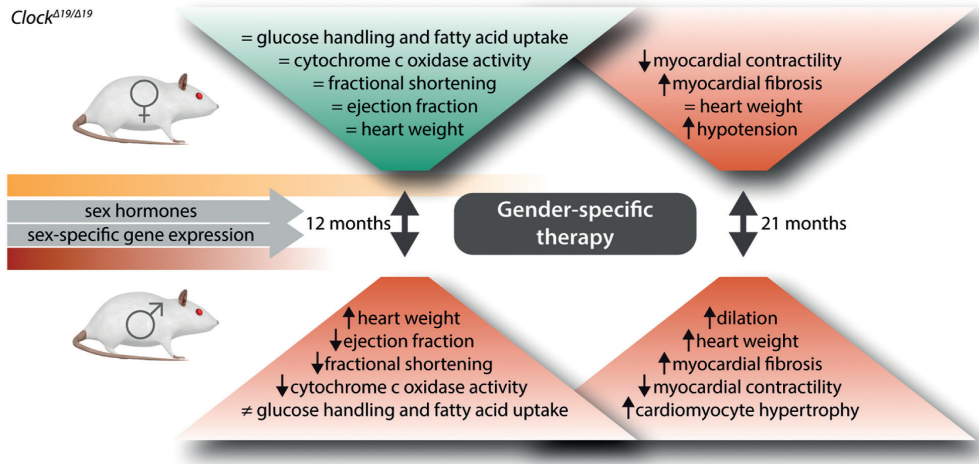 Clock^Δ19/Δ19
= glucose handling and fatty acid uptake
= cytochrome c oxidase activity
= fractional shortening
= ejection fraction
= heart weight
↓ myocardial contractility
↑ myocardial fibrosis
= heart weight
↑ hypotension
sex hormones
sex-specific gene expression
12 months
Gender-specific
therapy
21 months
↑ heart weight
↓ ejection fraction
↓ fractional shortening
↓ cytochrome c oxidase activity
≠ glucose handling and fatty acid uptake
↑ dilation
↑ heart weight
↑ myocardial fibrosis
↓ myocardial contractility
↑ cardiomyocyte hypertrophy